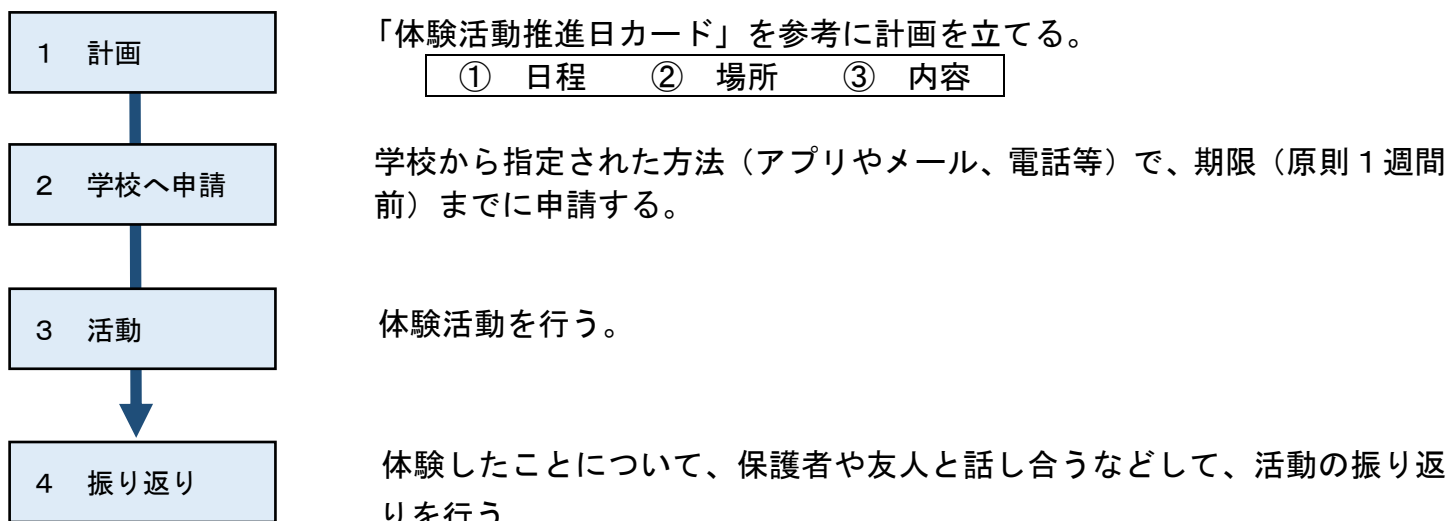 １　計画
「体験活動推進日カード」を参考に計画を立てる。
①　日程　　②　場所　　③　内容
２　学校へ申請
学校から指定された方法（アプリやメール、電話等）で、期限（原則１週間
前）までに申請する。
３　活動
体験活動を行う。
４　振り返り
体験したことについて、保護者や友人と話し合うなどして、活動の振り返
りを行う